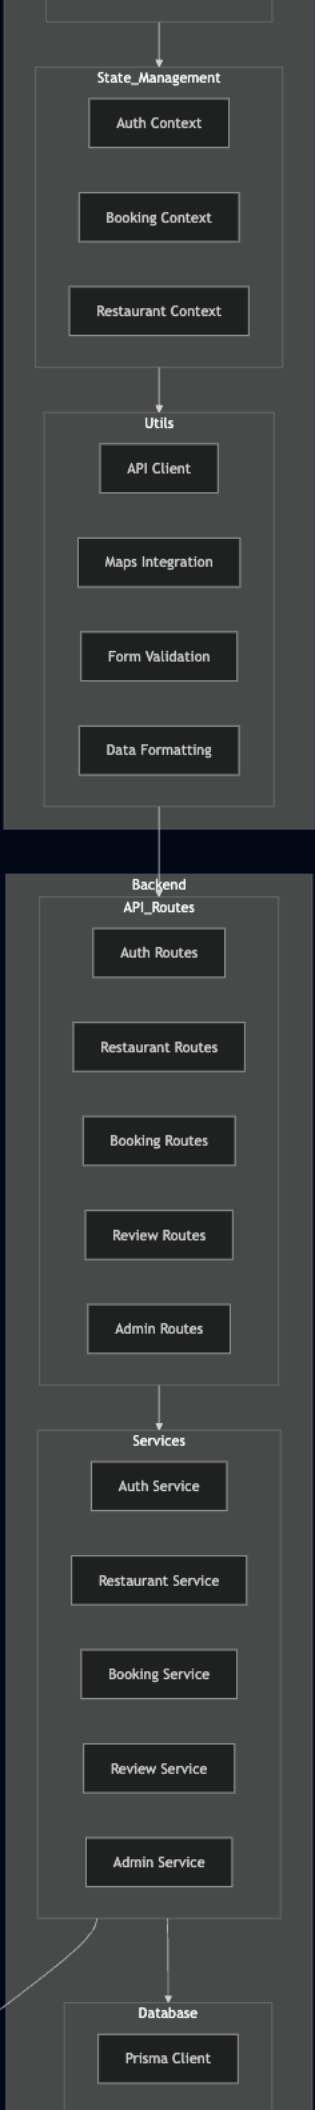 State_Management
Auth Context
Booking Context
Restaurant Context
Utils
API Client
Maps Integration
Form Validation
Data Formatting
Backend
API_Routes
Auth Routes
Restaurant Routes
Booking Routes
Review Routes
Admin Routes
Services
Auth Service
Restaurant Service
Booking Service
Review Service
Admin Service
Database
Prisma Client